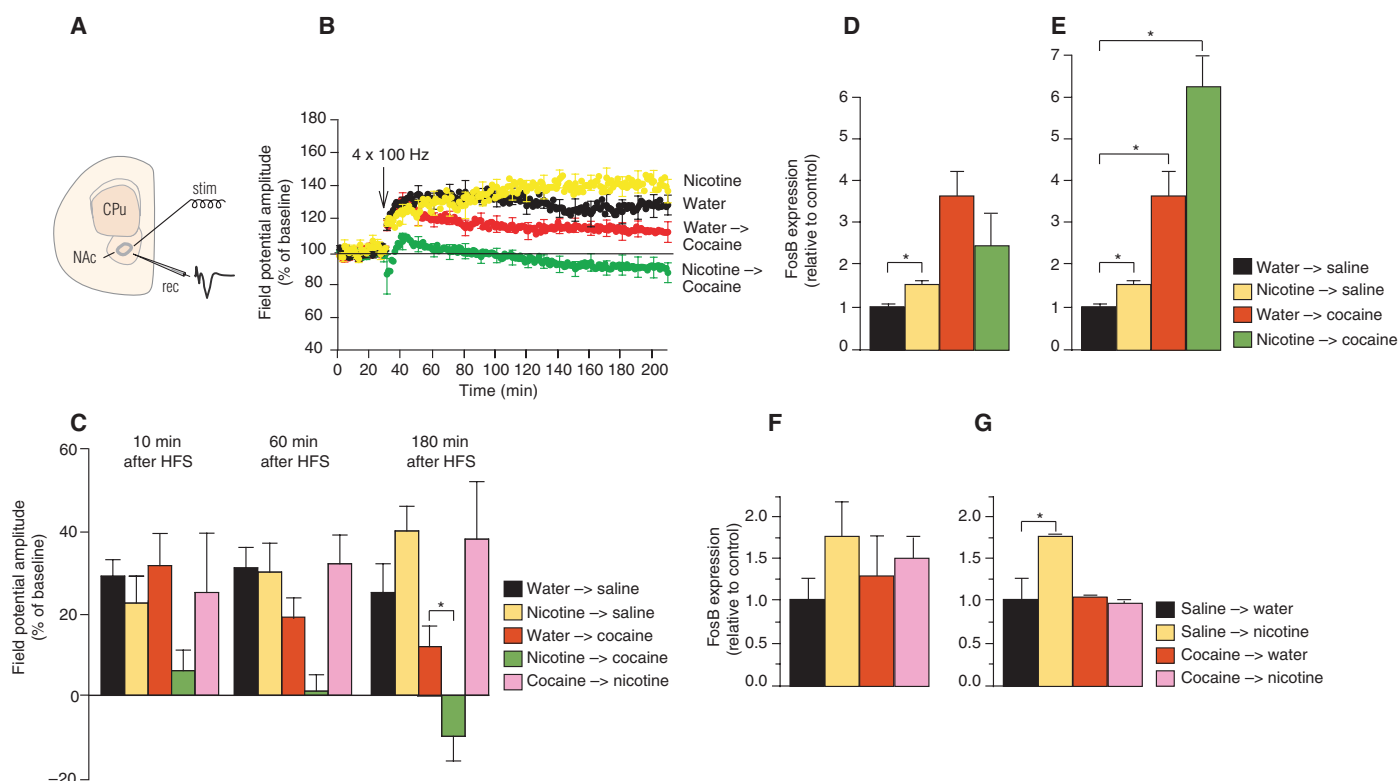 A
CPu
NAc
stim
rec
B
Field potential amplitude
(% of baseline)
180
160
140
120
100
80
60
40
4 x 100 Hz
Nicotine
Water
Water –>
Cocaine
Nicotine –>
Cocaine
0 20 40 60 80 100 120 140 160 180 200
Time (min)
C
Field potential amplitude
(% of baseline)
60
40
20
0
–20
10 min
after HFS
60 min
after HFS
180 min
after HFS
*
Water –> saline
Nicotine –> saline
Water –> cocaine
Nicotine –> cocaine
Cocaine –> nicotine
D
FosB expression
(relative to control)
6
5
4
3
2
1
0
*
E
7
6
5
4
3
2
1
0
*
*
*
Water –> saline
Nicotine –> saline
Water –> cocaine
Nicotine –> cocaine
F
FosB expression
(relative to control)
2.0
1.5
1.0
0.5
0.0
G
2.0
1.5
1.0
0.5
0.0
*
Saline –> water
Saline –> nicotine
Cocaine –> water
Cocaine –> nicotine